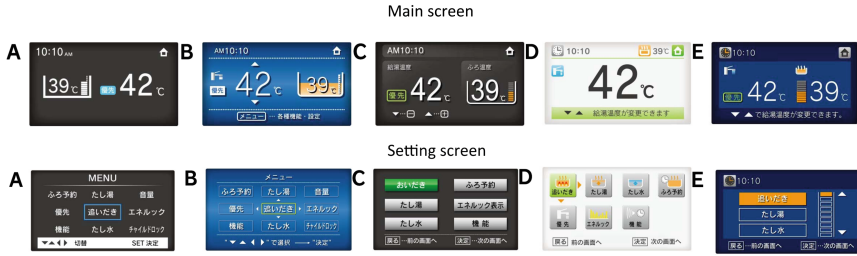 Main screen
A
10:10 AM
39℃
優先 42℃
B
AM10:10
優先 42℃ 39℃
メニュー … 各種機能・設定
C
AM10:10
給湯温度 ふろ温度
優先 42℃ 39℃
▼…⊟ ▲…⊞
D
10:10 39℃
42℃
▼ ▲ 給湯温度が変更できます
E
10:10
優先 42℃ 39℃
▼ ▲で給湯温度が変更できます。
Setting screen
A
MENU
ふろ予約 たし湯 音量
優先 追いだき エネルック
機能 たし水 チャイルドロック
▼▲◀▶ 切替 SET 決定
B
メニュー
ふろ予約 たし湯 音量
優先 追いだき エネルック
機能 たし水 チャイルドロック
"▼▲◀▶"で選択 → "決定"
C
おいだき ふろ予約
たし湯 エネルック表示
たし水 機能
戻る…前の画面へ 決定…次の画面へ
D
追いだき たし湯 たし水 ふろ予約
優先 エネルック 機能
戻る 前の画面へ 決定 次の画面へ
E
10:10
追いだき
たし湯
たし水
戻る…前の画面へ 決定…次の画面へ